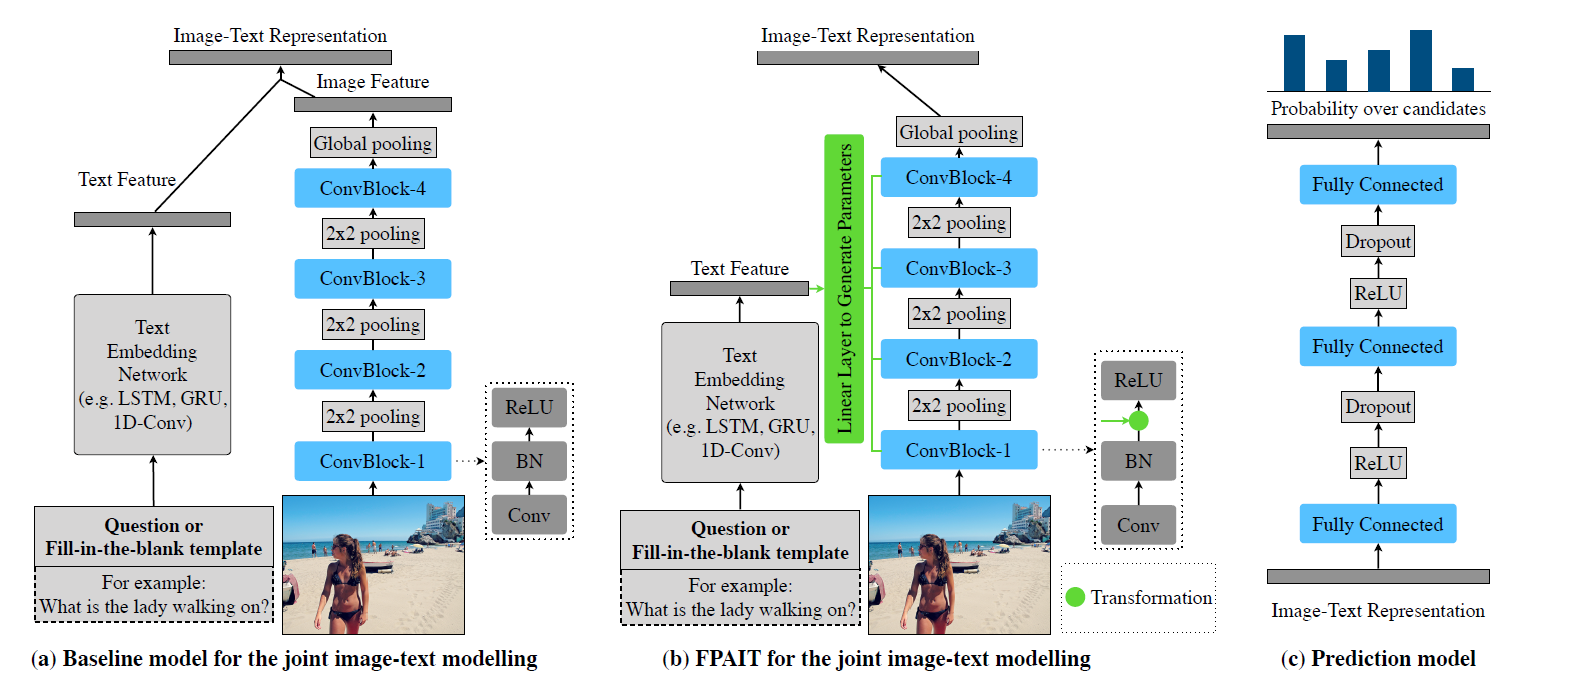 Image-Text Representation
Image Feature
Global pooling
ConvBlock-4
Text Feature
2x2 pooling
ConvBlock-3
2x2 pooling
Text
Embedding
Network
(e.g. LSTM, GRU,
1D-Conv)
ConvBlock-2
2x2 pooling
ConvBlock-1
ReLU
BN
Conv
Question or
Fill-in-the-blank template
For example:
What is the lady walking on?
(a) Baseline model for the joint image-text modelling
Image-Text Representation
Global pooling
ConvBlock-4
2x2 pooling
Linear Layer to Generate Parameters
Text Feature
ConvBlock-3
2x2 pooling
Text
Embedding
Network
(e.g. LSTM, GRU,
1D-Conv)
ConvBlock-2
2x2 pooling
ConvBlock-1
ReLU
BN
Conv
Question or
Fill-in-the-blank template
For example:
What is the lady walking on?
Transformation
(b) FPAIT for the joint image-text modelling
Probability over candidates
Fully Connected
Dropout
ReLU
Fully Connected
Dropout
ReLU
Fully Connected
Image-Text Representation
(c) Prediction model